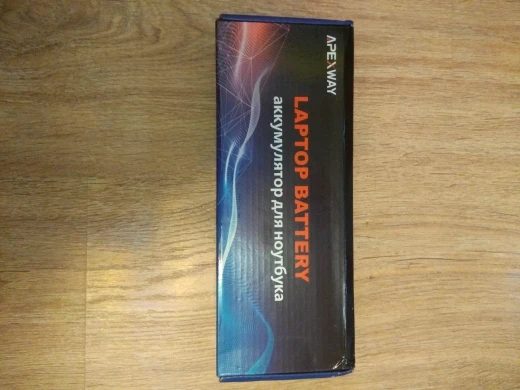 APEXWAY
LAPTOP BATTERY
аккумулятор для ноутбука